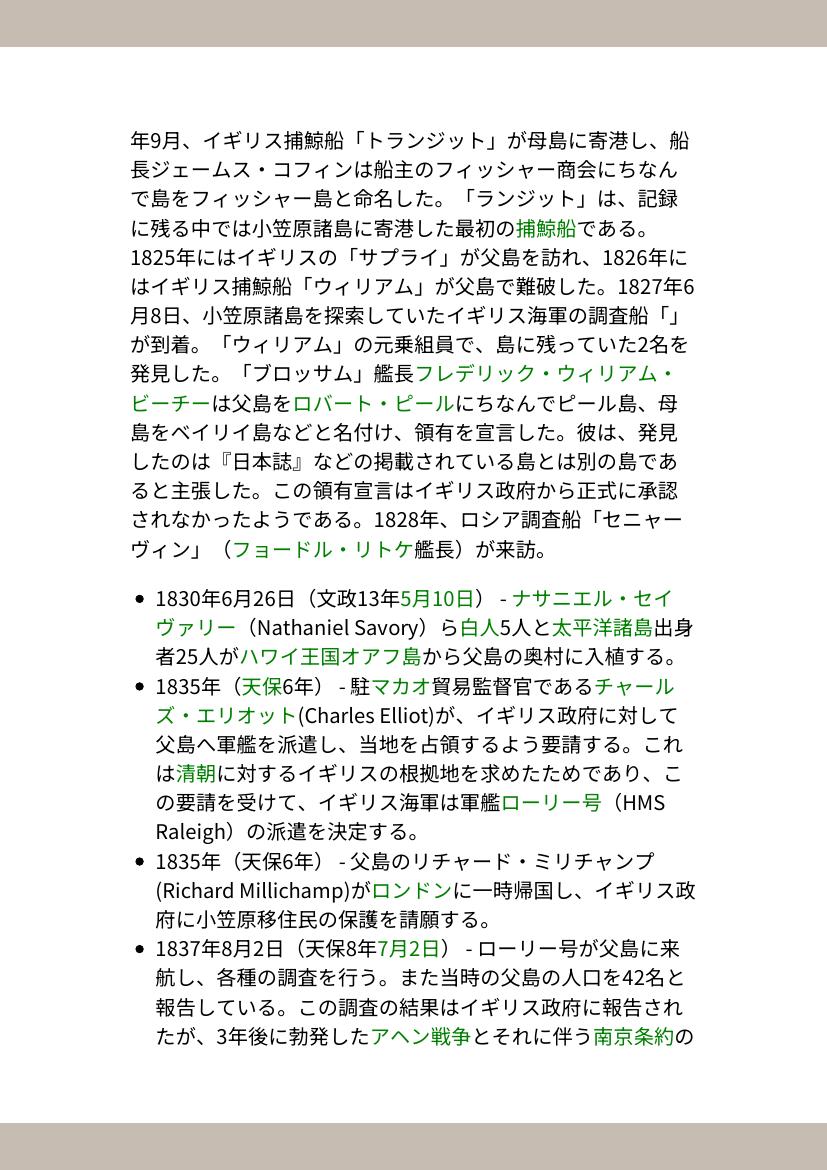 年9月、イギリス捕鯨船「トランジット」が母島に寄港し、船
長ジェームス・コフィンは船主のフィッシャー商会にちなん
で島をフィッシャー島と命名した。「ランジット」は、記録
に残る中では小笠原諸島に寄港した最初の捕鯨船である。
1825年にはイギリスの「サプライ」が父島を訪れ、1826年に
はイギリス捕鯨船「ウィリアム」が父島で難破した。1827年6
月8日、小笠原諸島を探索していたイギリス海軍の調査船「」
が到着。「ウィリアム」の元乗組員で、島に残っていた2名を
発見した。「ブロッサム」艦長フレデリック・ウィリアム・
ビーチーは父島をロバート・ピールにちなんでピール島、母
島をベイリイ島などと名付け、領有を宣言した。彼は、発見
したのは『日本誌』などの掲載されている島とは別の島であ
ると主張した。この領有宣言はイギリス政府から正式に承認
されなかったようである。1828年、ロシア調査船「セニャー
ヴィン」（フョードル・リトケ艦長）が来訪。
• 1830年6月26日（文政13年5月10日） - ナサニエル・セイ
ヴァリー（Nathaniel Savory）ら白人5人と太平洋諸島出身
者25人がハワイ王国オアフ島から父島の奥村に入植する。
• 1835年（天保6年） - 駐マカオ貿易監督官であるチャール
ズ・エリオット(Charles Elliot)が、イギリス政府に対して
父島へ軍艦を派遣し、当地を占領するよう要請する。これ
は清朝に対するイギリスの根拠地を求めたためであり、こ
の要請を受けて、イギリス海軍は軍艦ローリー号（HMS
Raleigh）の派遣を決定する。
• 1835年（天保6年） - 父島のリチャード・ミリチャンプ
(Richard Millichamp)がロンドンに一時帰国し、イギリス政
府に小笠原移住民の保護を請願する。
• 1837年8月2日（天保8年7月2日） - ローリー号が父島に来
航し、各種の調査を行う。また当時の父島の人口を42名と
報告している。この調査の結果はイギリス政府に報告され
たが、3年後に勃発したアヘン戦争とそれに伴う南京条約の